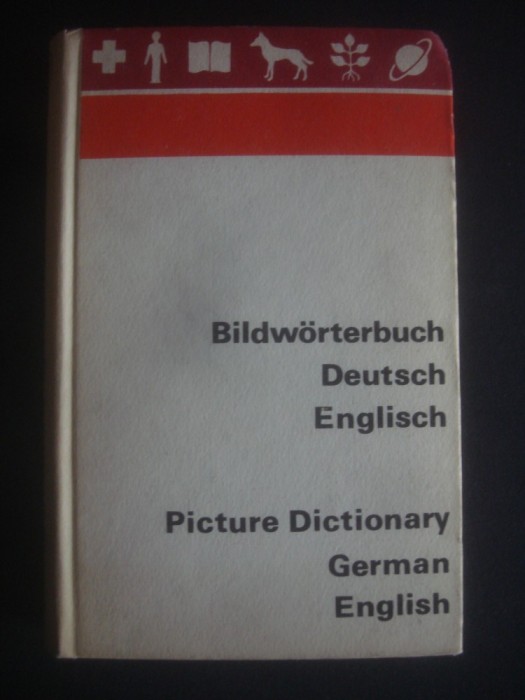 Bildwörterbuch
Deutsch
Englisch
Picture Dictionary
German
English